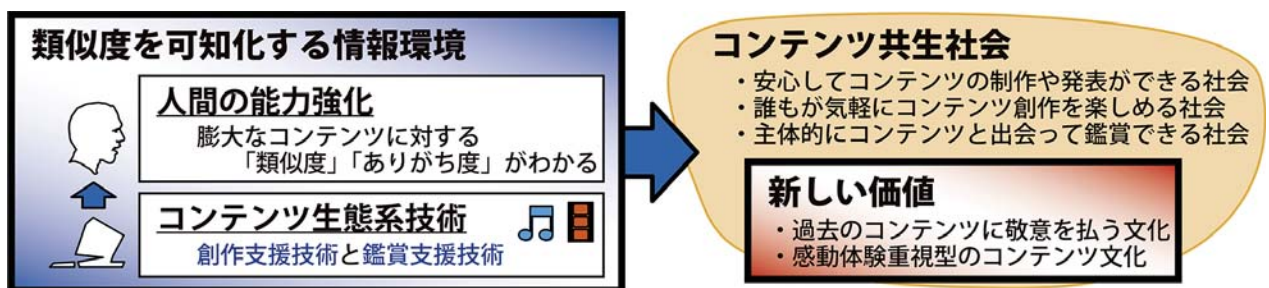 類似度を可知化する情報環境
人間の能力強化
膨大なコンテンツに対する
「類似度」「ありがち度」がわかる
コンテンツ生態系技術
創作支援技術と鑑賞支援技術
コンテンツ共生社会
・安心してコンテンツの制作や発表ができる社会
・誰もが気軽にコンテンツ創作を楽しめる社会
・主体的にコンテンツと出会って鑑賞できる社会
新しい価値
・過去のコンテンツに敬意を払う文化
・感動体験重視型のコンテンツ文化